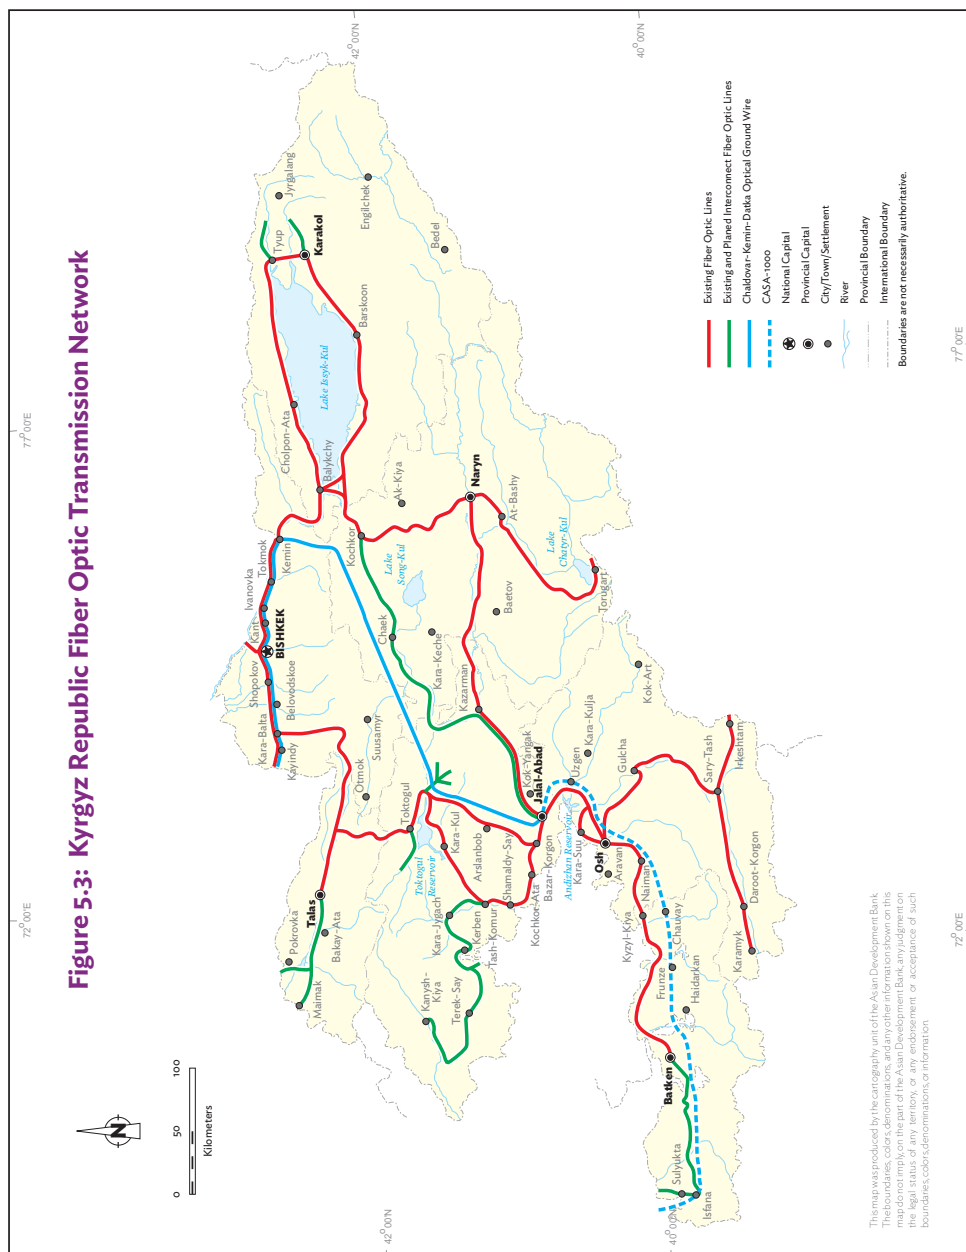 Figure 5.3: Kyrgyz Republic Fiber Optic Transmission Network
72°00'E
77°00'E
42°00'N
42°00'N
40°00'N
40°00'N
72°00'E
77°00'E
N
0
50
100
Kilometers
Maimak
Pokrovka
Bakay-Ata
Talas
Otmok
Suusamyr
Kayindy
Kara-Balta
Belovodskoe
Shopokov
BISHKEK
Kant
Ivanovka
Tokmok
Kemin
Balykchy
Cholpon-Ata
Lake Issyk-Kul
Tyup
Jyrgalang
Karakol
Barskoon
Engilchek
Bedel
Kochkor
Ak-Kiya
Lake
Song-Kul
Chaek
Kara-Keche
Naryn
At-Bashy
Lake
Chatyr-Kul
Torugart
Baetov
Kazarman
Toktogul
Toktogul
Reservoir
Kara-Kul
Arslanbob
Shamaldy-Say
Kara-Jygach
Kerben
Tash-Komur
Kochkor-Ata
Bazar-Korgon
Kanysh-
Kiya
Terek-Say
Kok-Yangak
Jalal-Abad
Andizhan Reservoir
Kara-Suu
Uzgen
Kara-Kulja
Kok-Art
Gulcha
Osh
Aravan
Naiman
Kyzyl-Kiya
Chauvay
Frunze
Haidarkan
Batken
Sulyukta
Isfana
Sary-Tash
Irkeshtam
Daroot-Korgon
Karamyk
Existing Fiber Optic Lines
Existing and Planed Interconnect Fiber Optic Lines
Chaldovar-Kemin-Datka Optical Ground Wire
CASA-1000
National Capital
Provincial Capital
City/Town/Settlement
River
Provincial Boundary
International Boundary
Boundaries are not necessarily authoritative.
This map was produced by the cartography unit of the Asian Development Bank.
The boundaries, colors, denominations, and any other information shown on this
map do not imply, on the part of the Asian Development Bank, any judgment on
the legal status of any territory, or any endorsement or acceptance of such
boundaries, colors, denominations, or information.